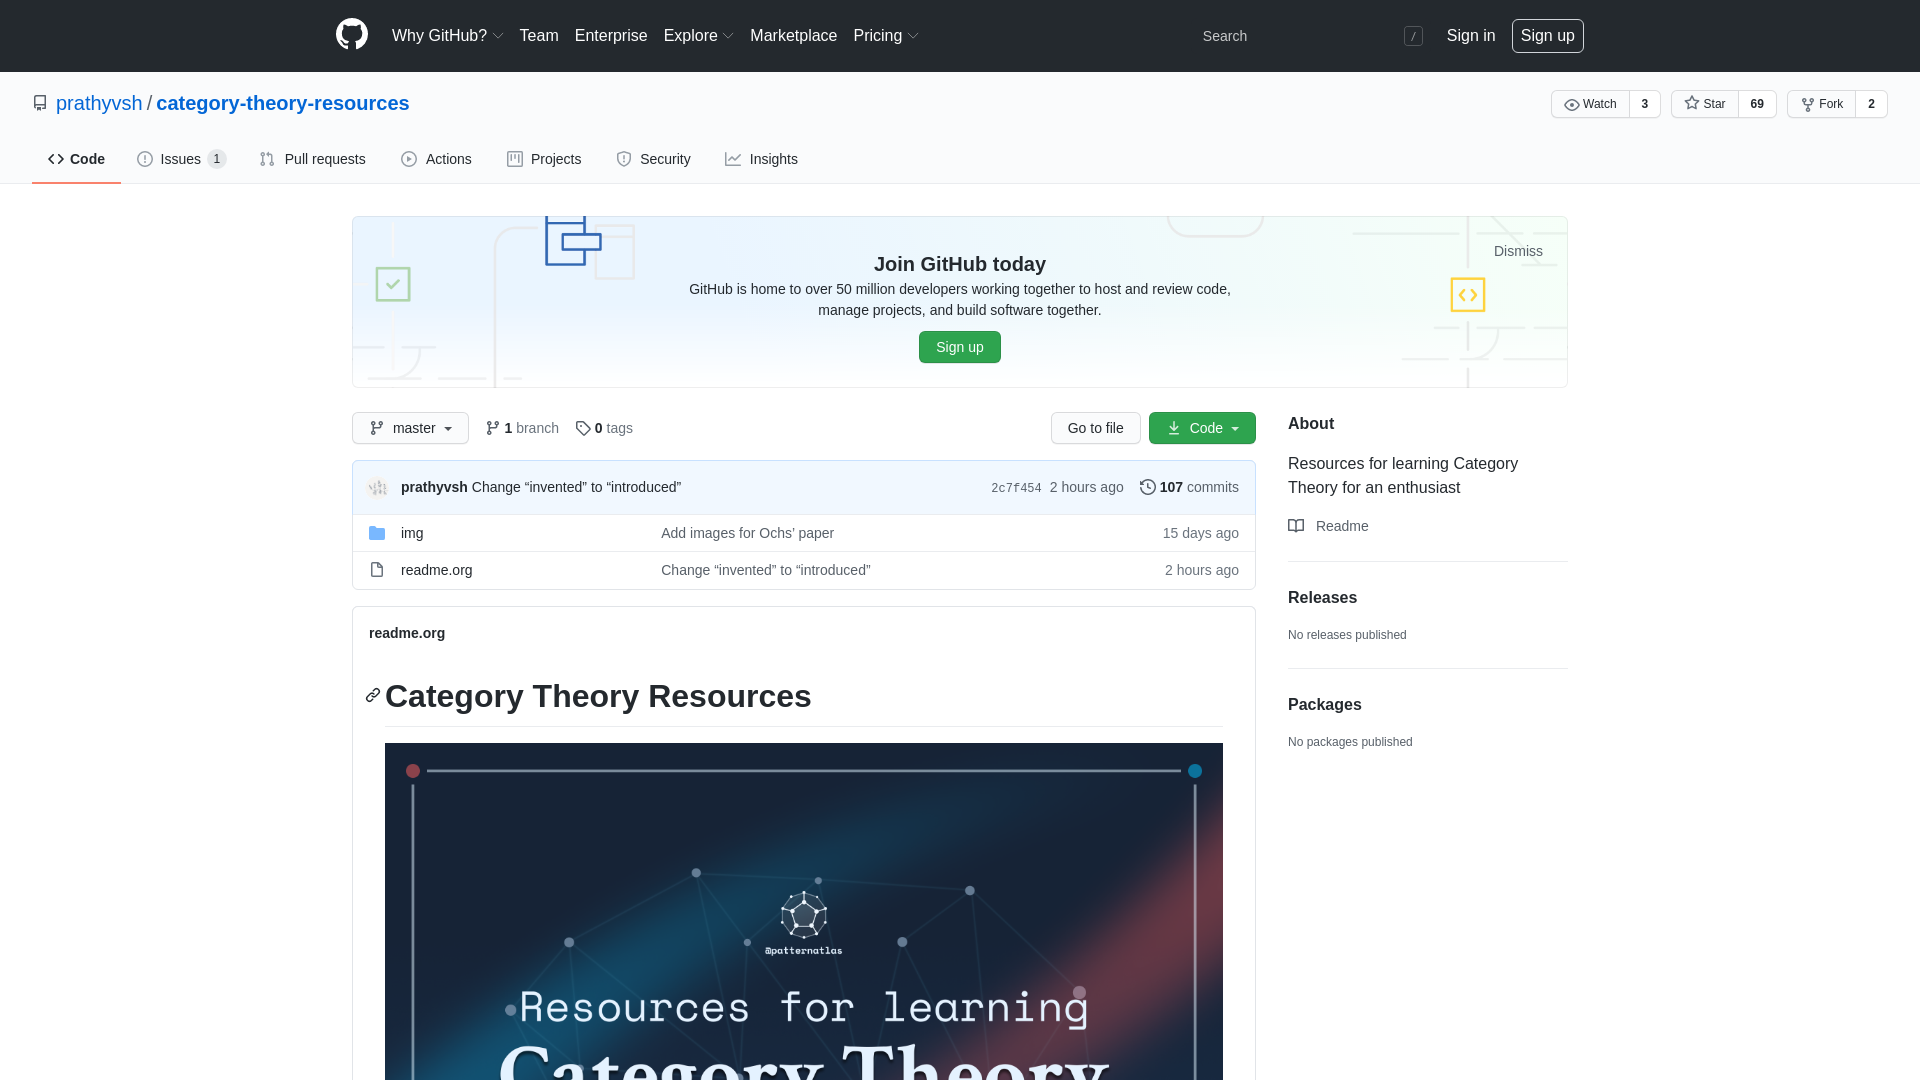 Why GitHub? Team Enterprise Explore Marketplace Pricing Search / Sign in Sign up
prathyvsh / category-theory-resources Watch 3 Star 69 Fork 2
Code Issues 1 Pull requests Actions Projects Security Insights
Dismiss
Join GitHub today
GitHub is home to over 50 million developers working together to host and review code,
manage projects, and build software together.
Sign up
master 1 branch 0 tags Go to file Code
prathyvsh Change “invented” to “introduced” 2c7f454 2 hours ago 107 commits
img Add images for Ochs’ paper 15 days ago
readme.org Change “invented” to “introduced” 2 hours ago
readme.org
Category Theory Resources
@patternatlas
Resources for learning
Category Theory
About
Resources for learning Category
Theory for an enthusiast
Readme
Releases
No releases published
Packages
No packages published